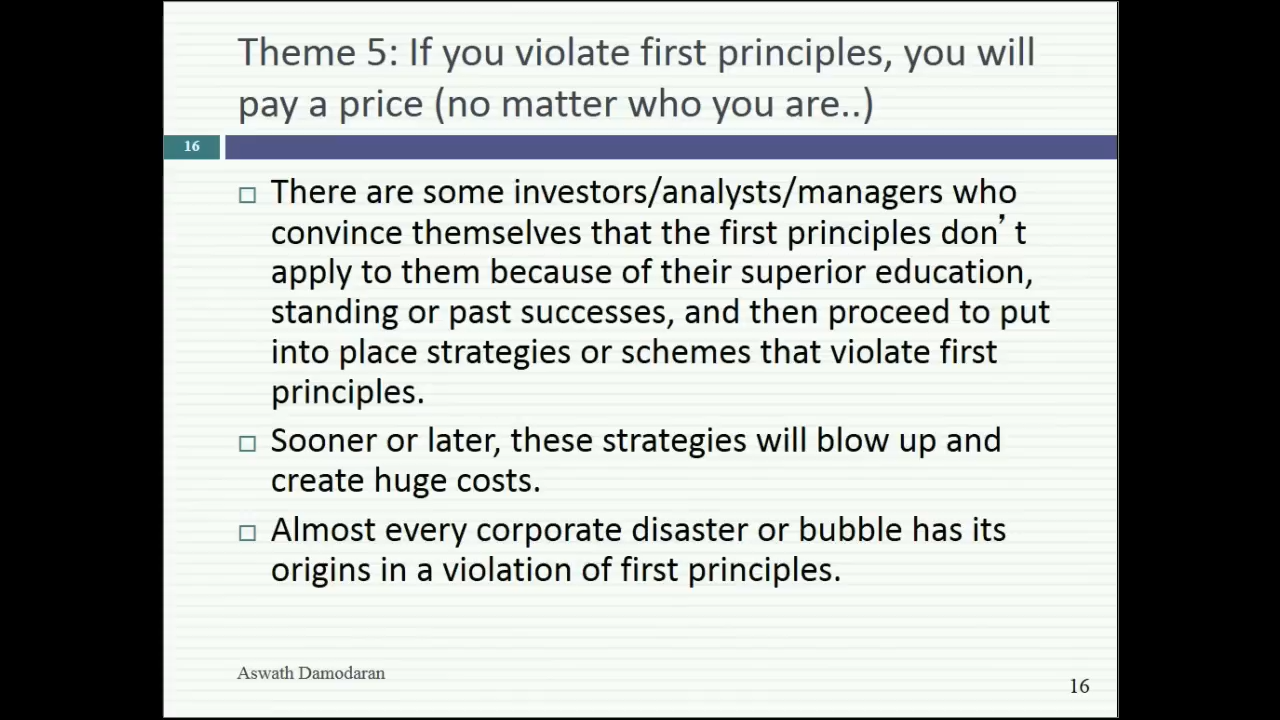 Theme 5: If you violate first principles, you will
pay a price (no matter who you are..)
16
There are some investors/analysts/managers who
convince themselves that the first principles don’ t
apply to them because of their superior education,
standing or past successes, and then proceed to put
into place strategies or schemes that violate first
principles.
Sooner or later, these strategies will blow up and
create huge costs.
Almost every corporate disaster or bubble has its
origins in a violation of first principles.
Aswath Damodaran
16